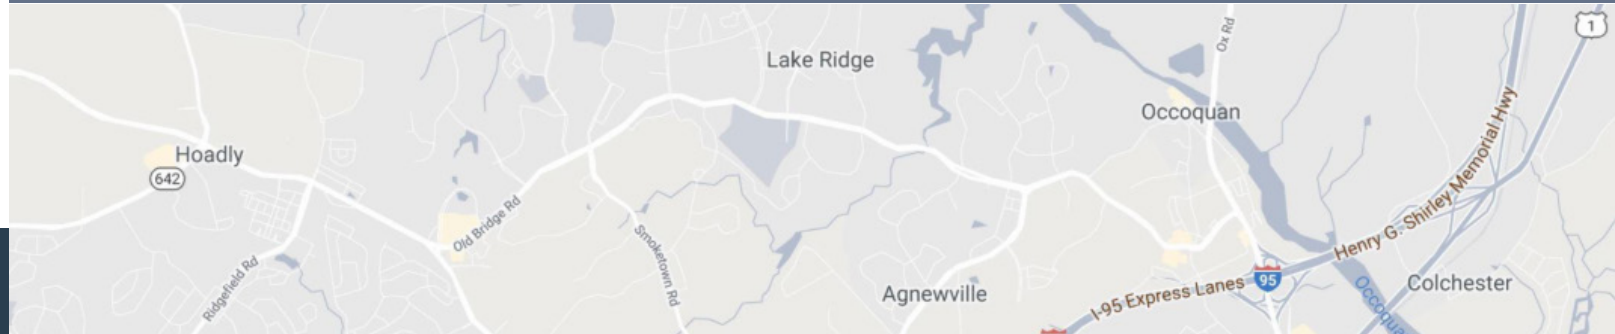 1
Ox Rd
Lake Ridge
Occoquan
Hoadly
642
Old Bridge Rd
Smoketown Rd
Ridgefield Rd
Henry G. Shirley Memorial Hwy
95
I-95 Express Lanes
Agnewville
Colchester